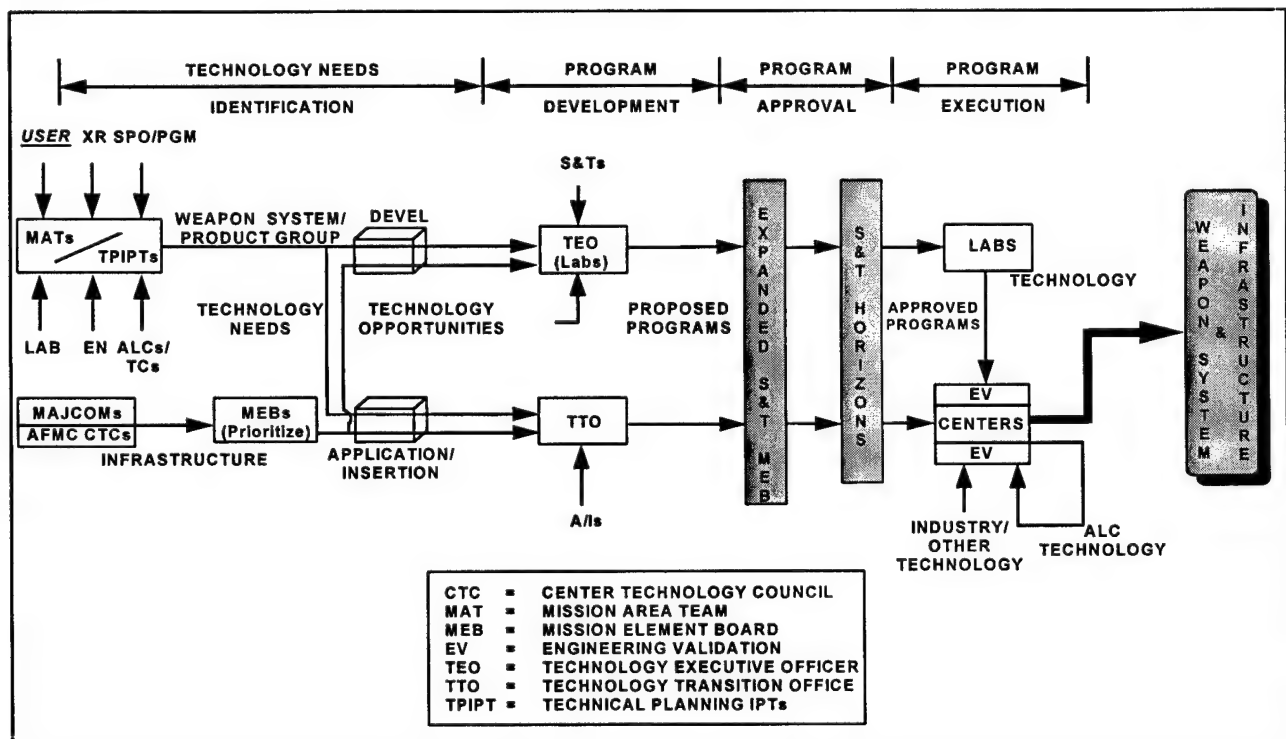 TECHNOLOGY NEEDS
IDENTIFICATION
PROGRAM
DEVELOPMENT
PROGRAM
APPROVAL
PROGRAM
EXECUTION
USER XR SPO/PGM
MATs
TPIPTs
LAB EN ALCs/
TCs
WEAPON SYSTEM/
PRODUCT GROUP
DEVEL
S&Ts
TEO
(Labs)
TECHNOLOGY
NEEDS
TECHNOLOGY
OPPORTUNITIES
PROPOSED
PROGRAMS
MAJCOMs
AFMC CTCs
INFRASTRUCTURE
MEBs
(Prioritize)
APPLICATION/
INSERTION
TTO
A/Is
EXPANDED S&T MEB
S&T HORIZONS
LABS
TECHNOLOGY
APPROVED
PROGRAMS
EV
CENTERS
EV
INDUSTRY/
OTHER
TECHNOLOGY
ALC
TECHNOLOGY
WEAPON SYSTEM
&
INFRASTRUCTURE
CTC = CENTER TECHNOLOGY COUNCIL
MAT = MISSION AREA TEAM
MEB = MISSION ELEMENT BOARD
EV = ENGINEERING VALIDATION
TEO = TECHNOLOGY EXECUTIVE OFFICER
TTO = TECHNOLOGY TRANSITION OFFICE
TPIPT = TECHNICAL PLANNING IPTs